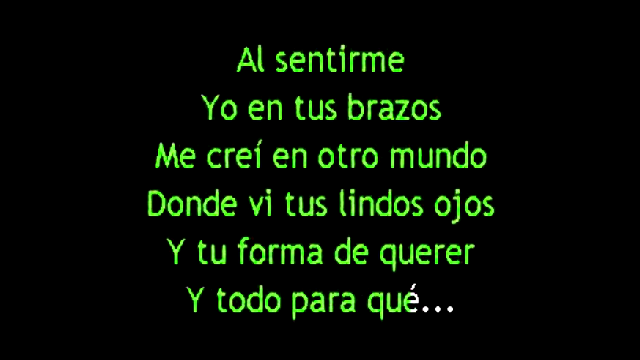 Al sentirme
Yo en tus brazos
Me creí en otro mundo
Donde vi tus lindos ojos
Y tu forma de querer
Y todo para qué...